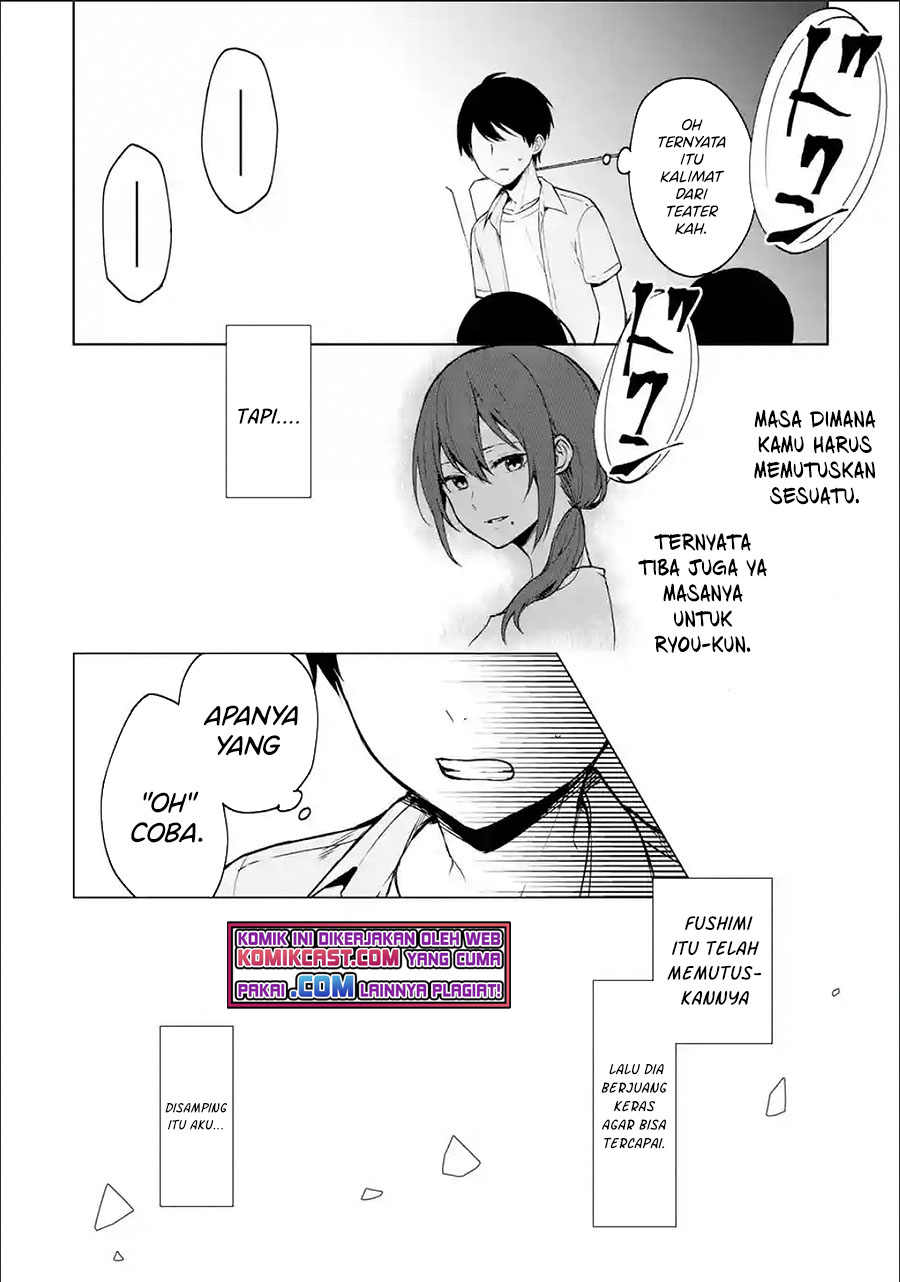 ドクン
OH
TERNYATA
ITU
KALIMAT
DARI
TEATER
KAH.
ドクン
MASA DIMANA
KAMU HARUS
MEMUTUSKAN
SESUATU.
TERNYATA
TIBA JUGA YA
MASANYA
UNTUK
RYOU-KUN.
TAPI....
APANYA
YANG
"OH"
COBA.
FUSHIMI
ITU TELAH
MEMUTUS-
KANNYA
LALU DIA
BERJUANG
KERAS
AGAR BISA
TERCAPAI.
KOMIK INI DIKERJAKAN OLEH WEB
KOMIKCAST.COM YANG CUMA
PAKAI .COM LAINNYA PLAGIAT!
DISAMPING
ITU AKU...